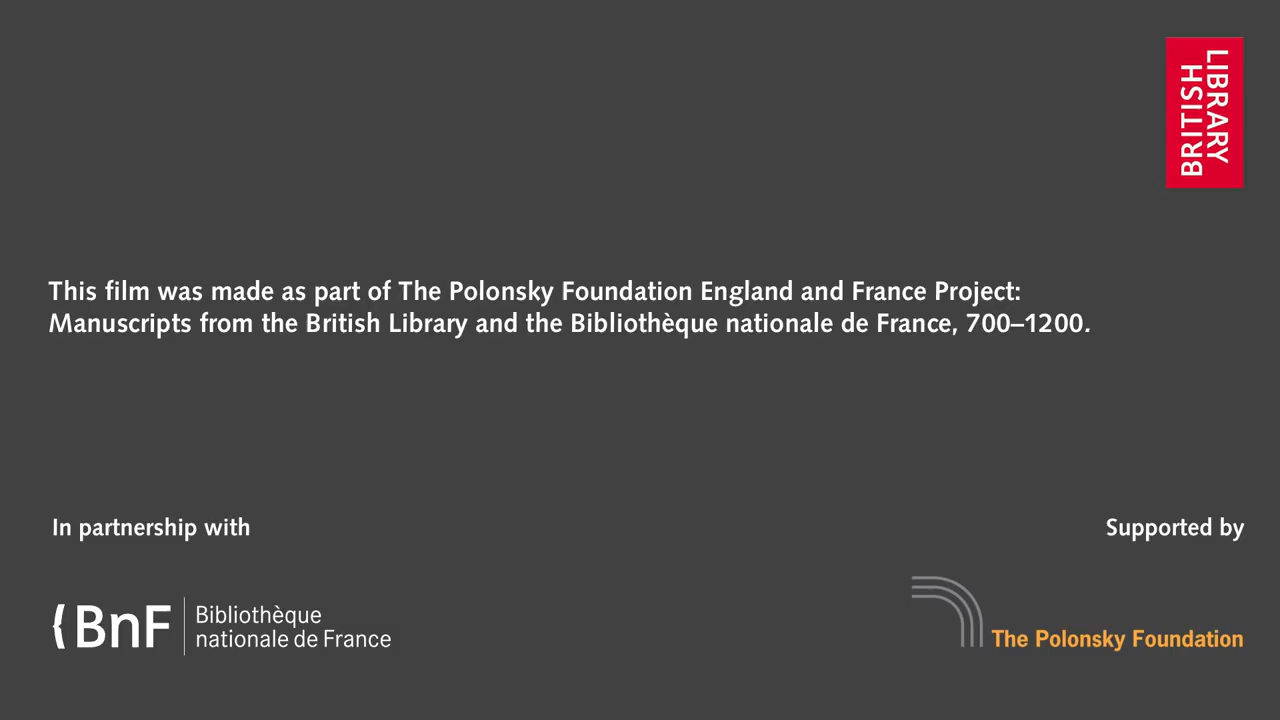 BRITISH
LIBRARY
This film was made as part of The Polonsky Foundation England and France Project:
Manuscripts from the British Library and the Bibliothèque nationale de France, 700–1200.
In partnership with
Supported by
BnF
Bibliothèque
nationale de France
The Polonsky Foundation